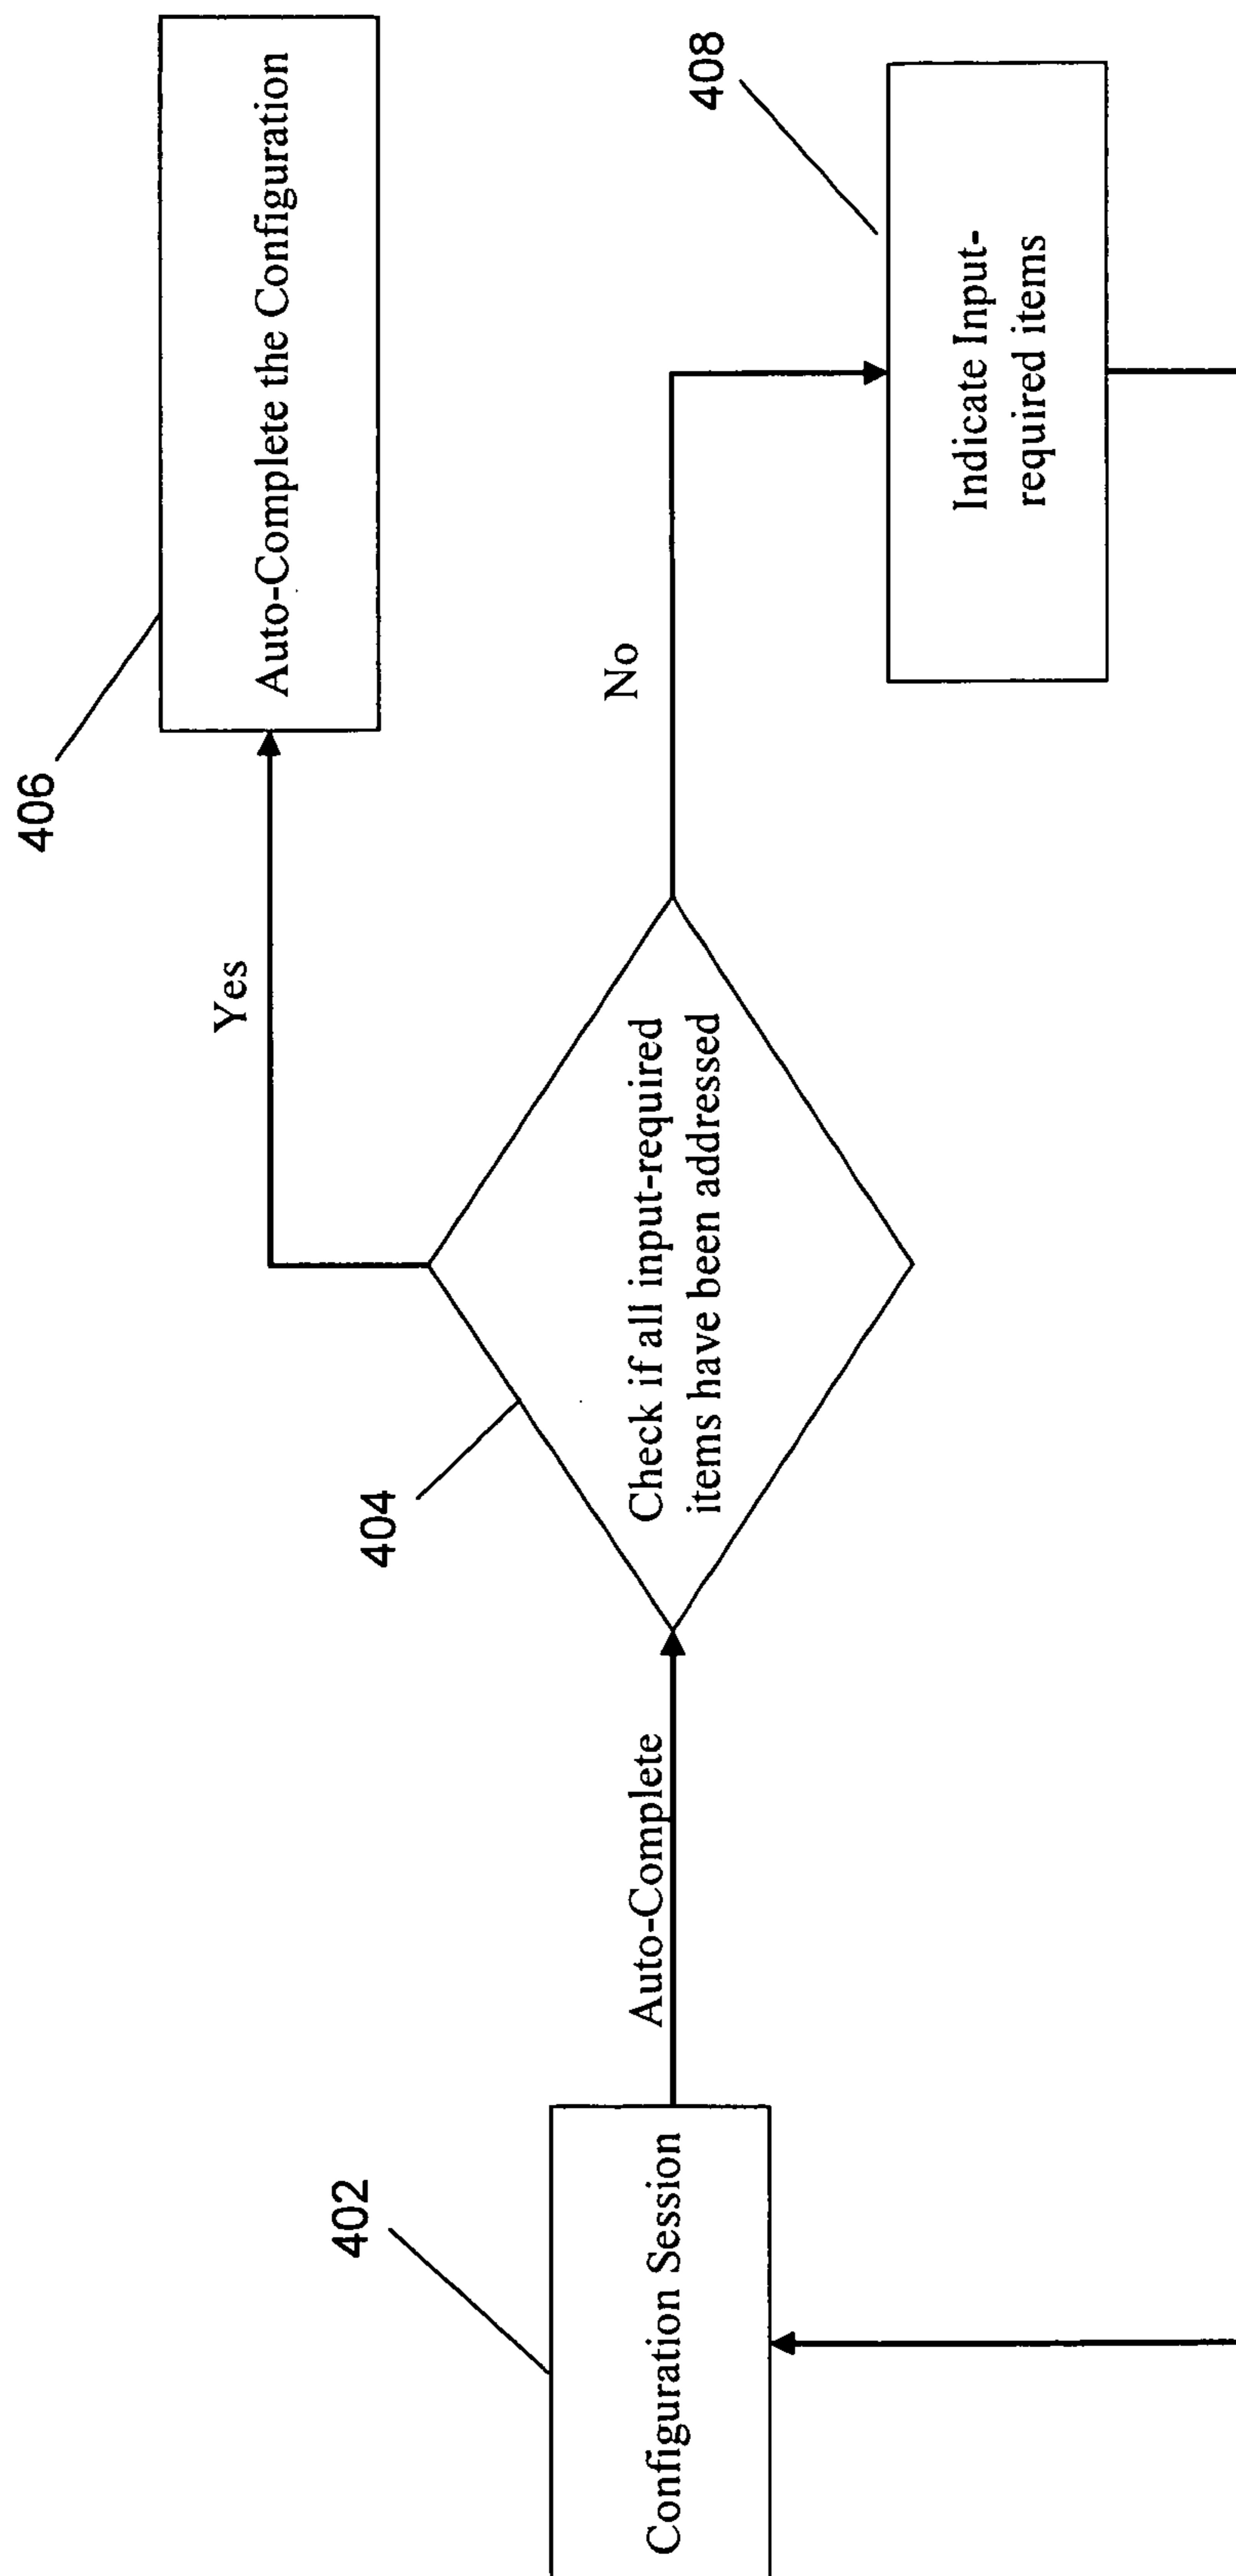 402
Configuration Session
Auto-Complete
404
Check if all input-required
items have been addressed
Yes
406
Auto-Complete the Configuration
No
408
Indicate Input-
required items